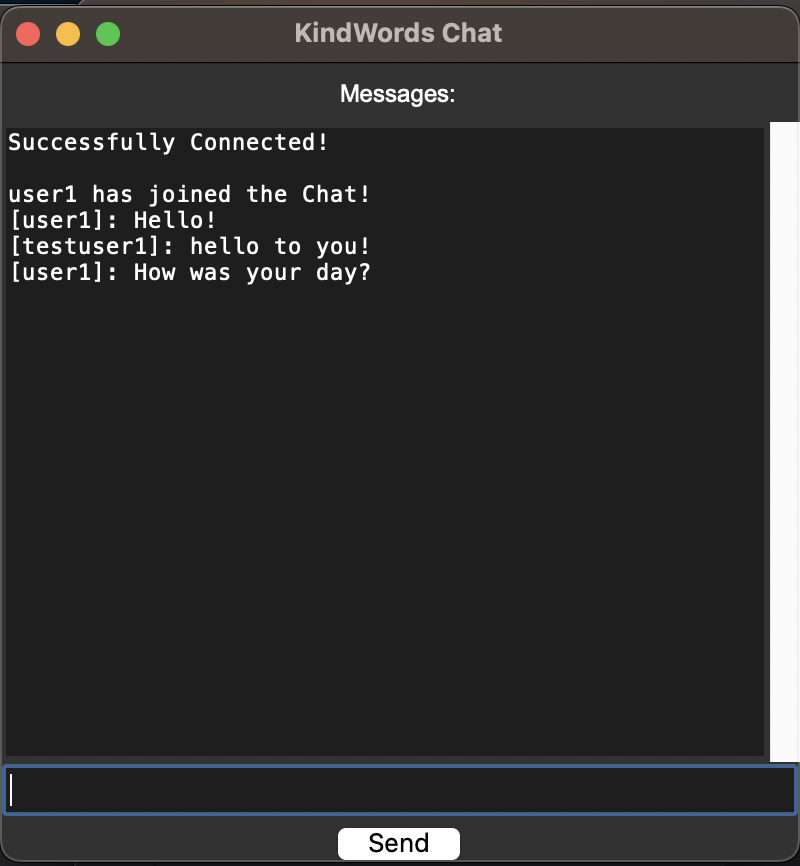 KindWords Chat
Messages:
Successfully Connected!
user1 has joined the Chat!
[user1]: Hello!
[testuser1]: hello to you!
[user1]: How was your day?
Send